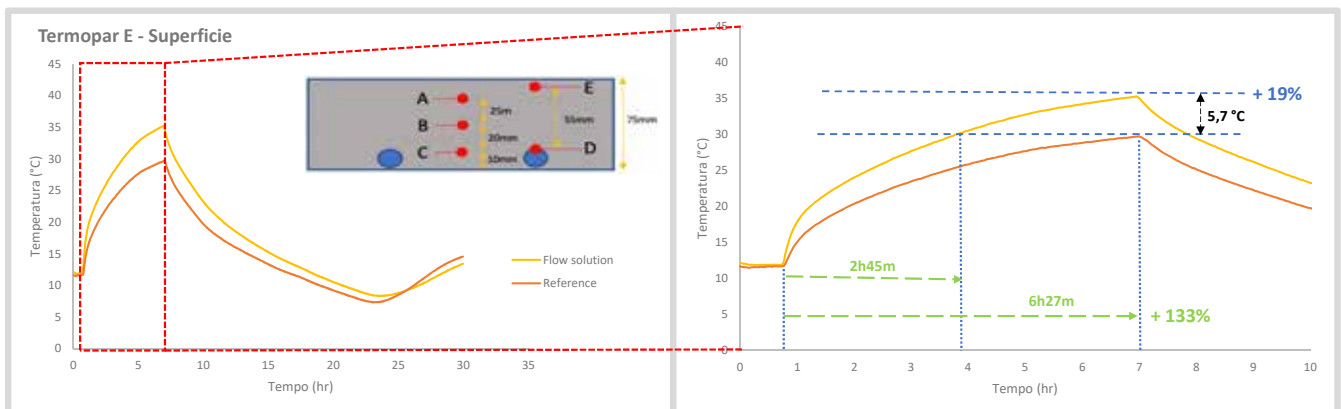 Termopar E - Superficie
45
40
35
30
25
20
15
10
5
0
Temperatura (°C)
0 5 10 15 20 25 30 35
Tempo (hr)
A
B
C
E
D
25m
20mm
10mm
55mm
75mm
Flow solution
Reference
45
40
35
30
25
20
15
10
5
0
Temperatura (°C)
0 1 2 3 4 5 6 7 8 9 10
Tempo (hr)
+ 19%
5,7 °C
2h45m
6h27m
+ 133%